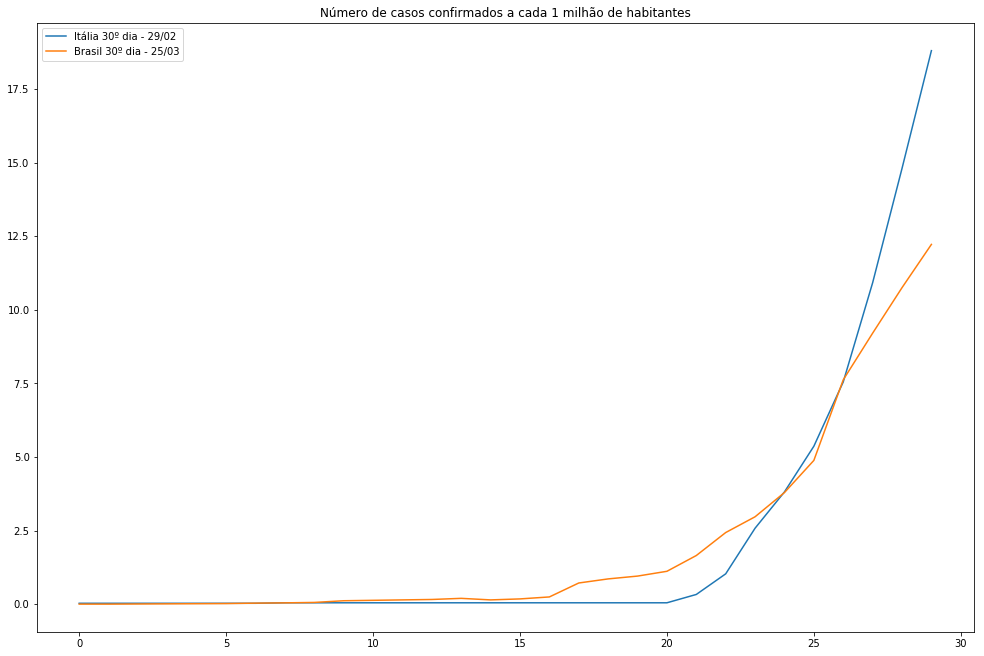 Número de casos confirmados a cada 1 milhão de habitantes
Itália 30º dia - 29/02
Brasil 30º dia - 25/03
17.5
15.0
12.5
10.0
7.5
5.0
2.5
0.0
0 5 10 15 20 25 30